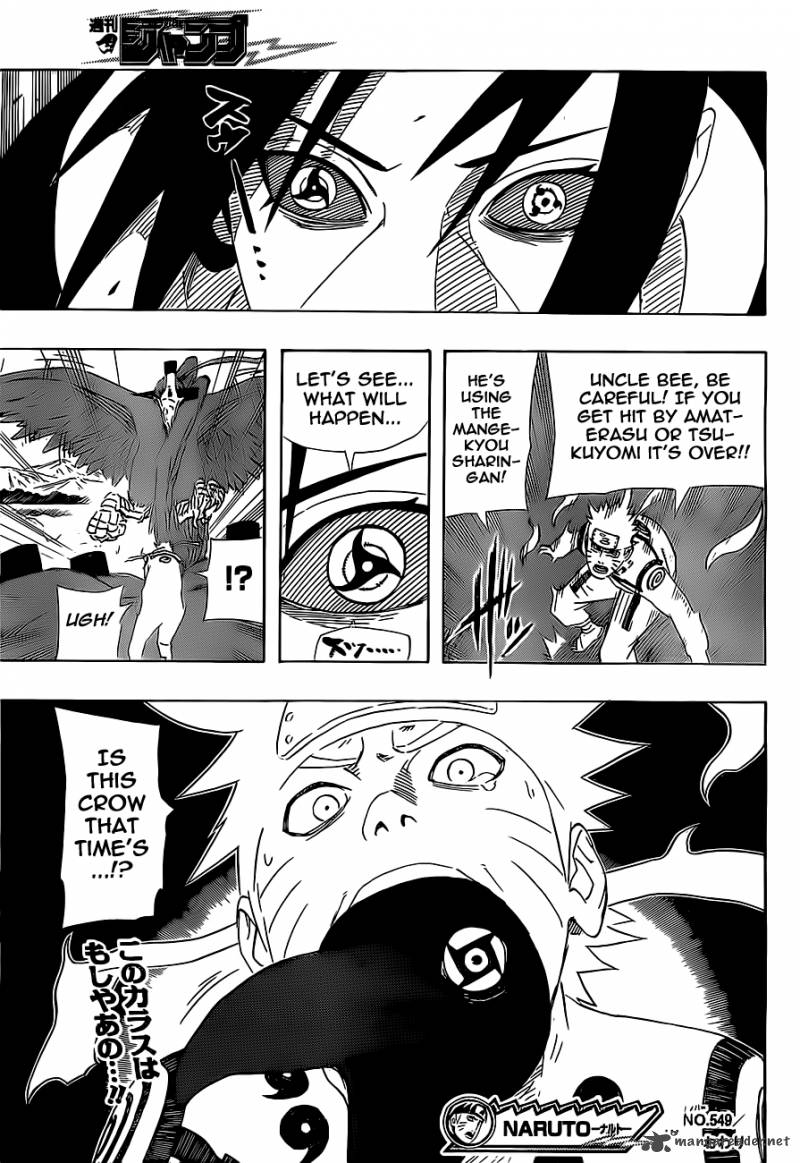 週刊
ジャンプ
ズゥ…
UNCLE BEE, BE
CAREFUL! IF YOU
GET HIT BY AMAT-
ERASU OR TSU-
KUYOMI IT'S OVER!!
HE'S
USING
THE
MANGE-
KYOU
SHARIN-
GAN!
LET'S SEE...
WHAT WILL
HAPPEN...
!?
UGH!
IS
THIS
CROW
THAT
TIME'S
...!?
このカラスは
もしやあの…!!
NARUTO—ナルト—
NO.549
mangareader.net